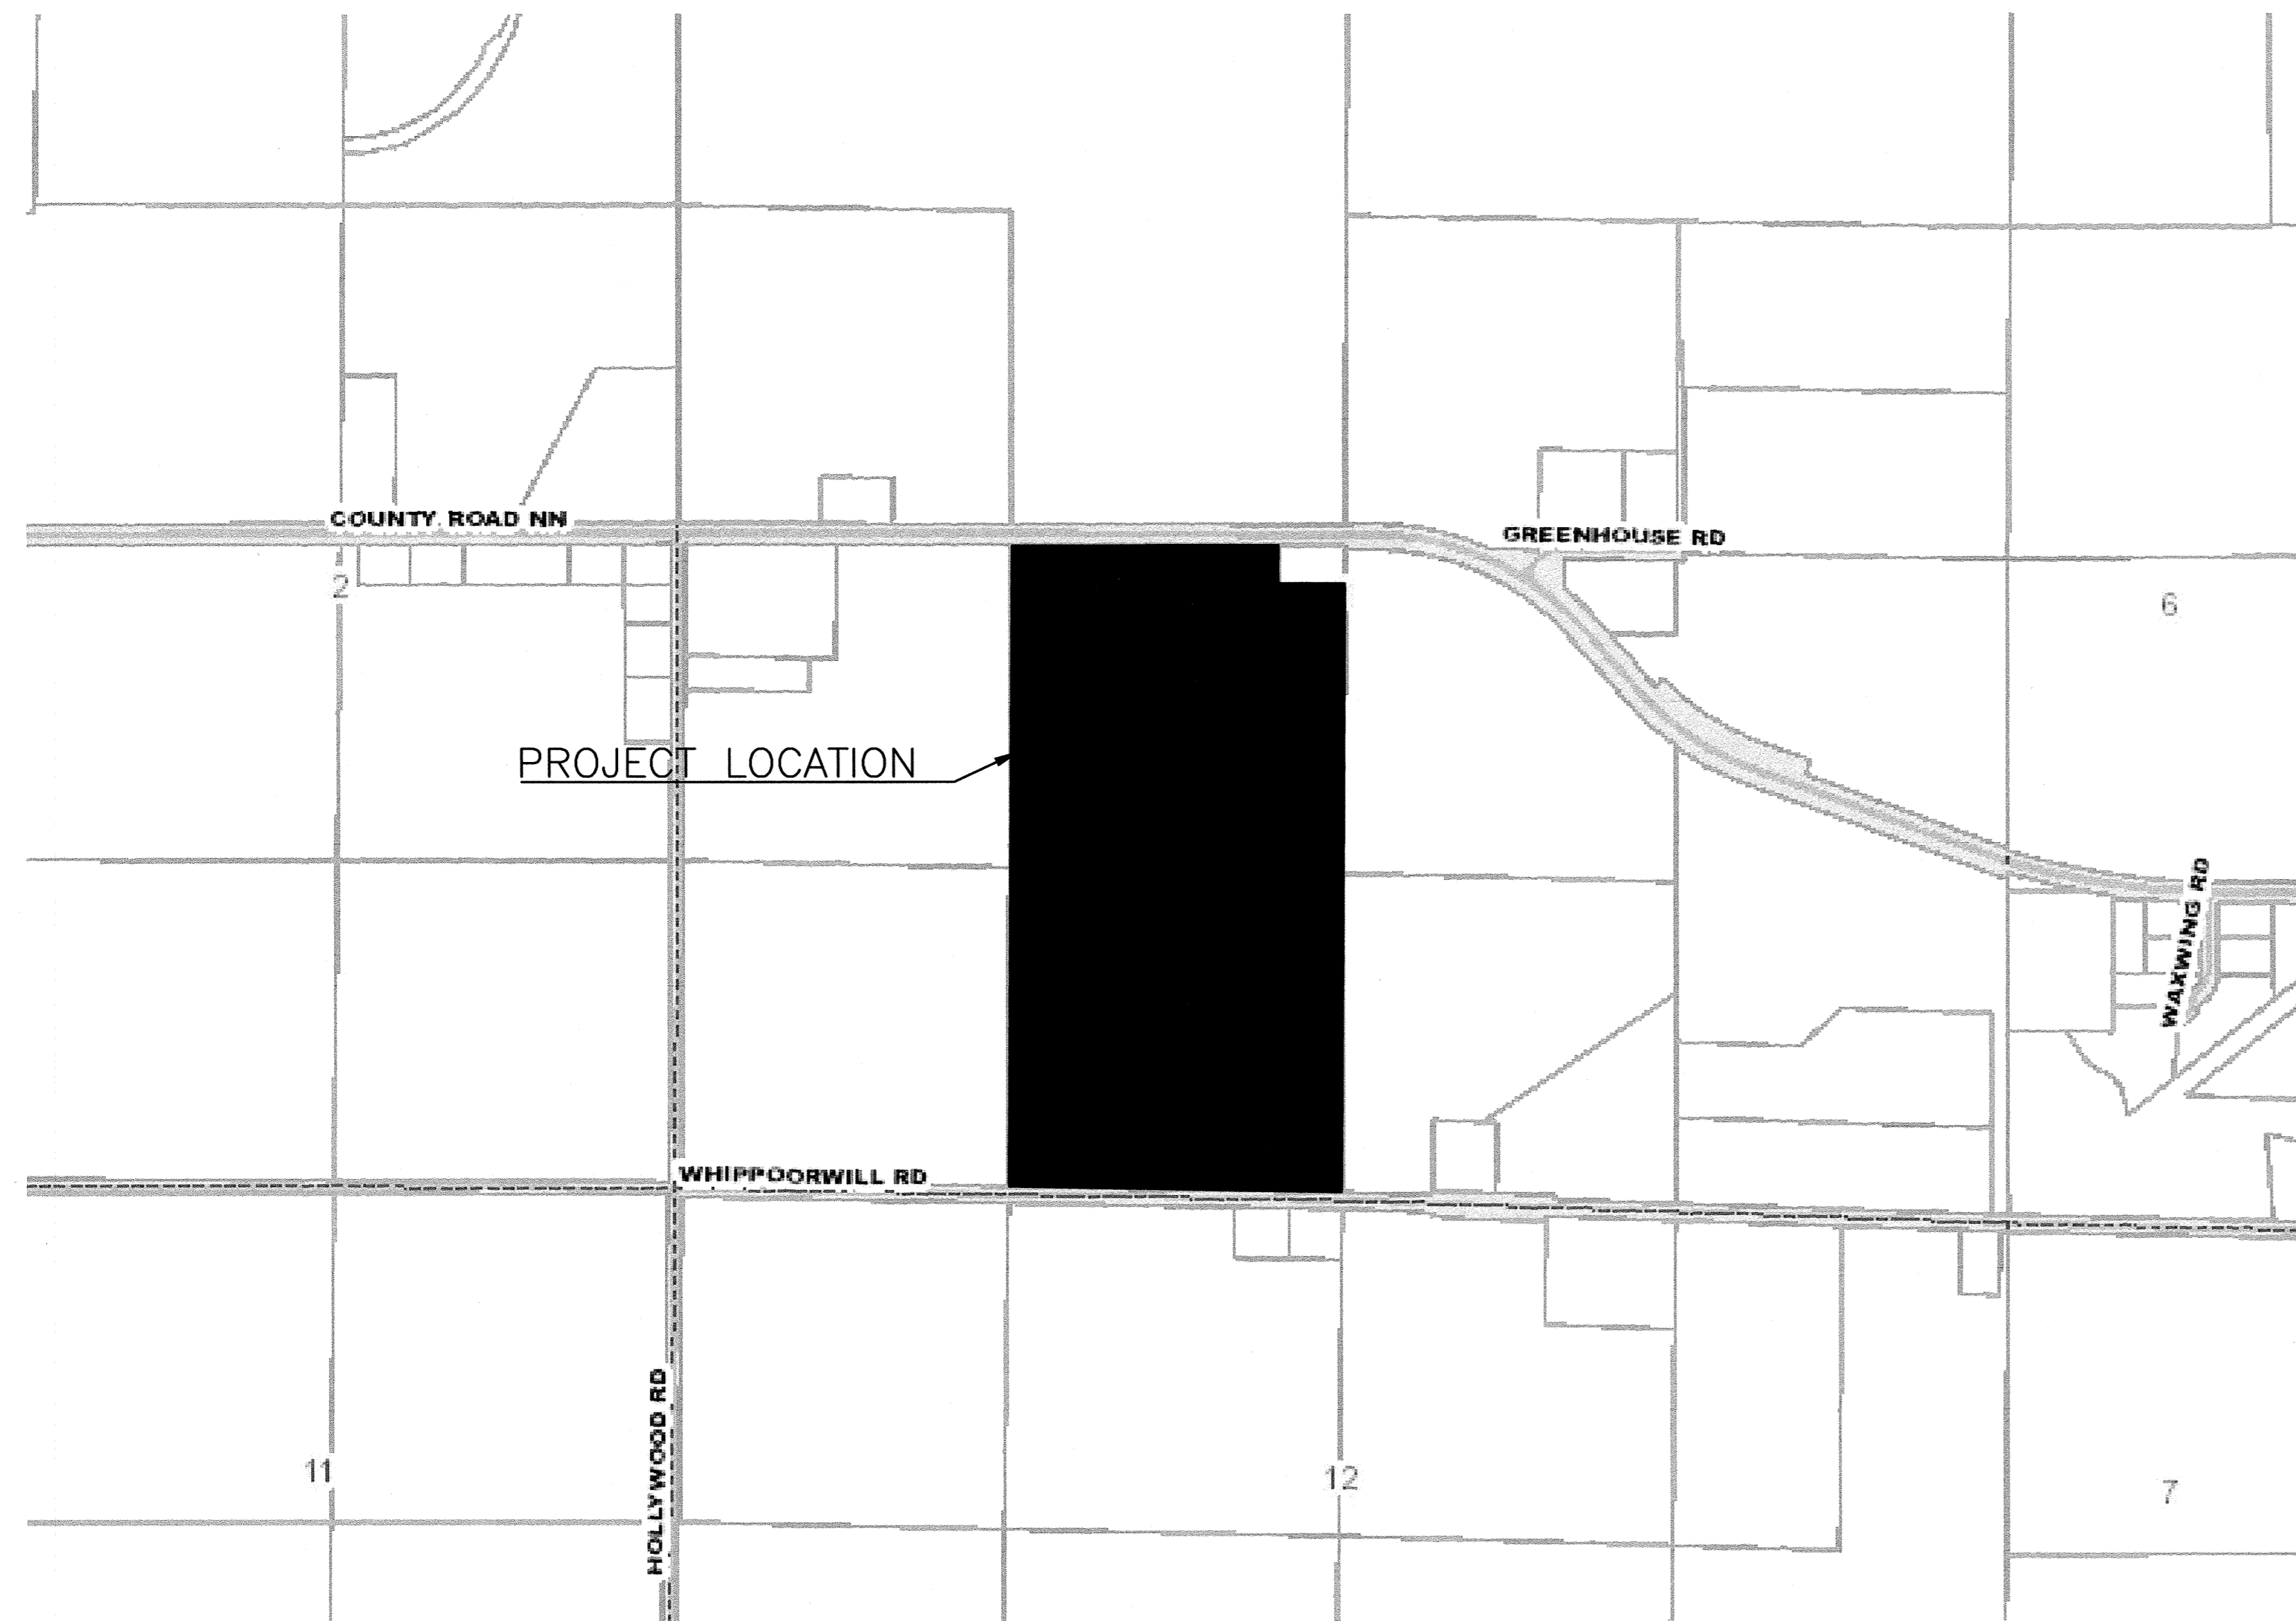 COUNTY. ROAD NN
GREENHOUSE RD
2
6
PROJECT LOCATION
WAXWING RD
WHIPPOORWILL RD
HOLLYWOOD RD
11
12
7